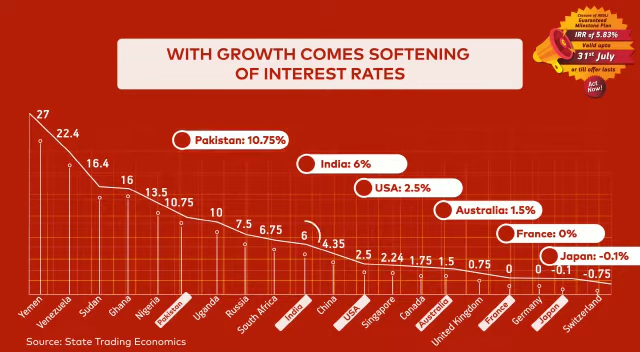 Closure of REGLI
Guaranteed
Milestone Plan
IRR of 5.83%
Valid upto
31st July
or till offer lasts
Act
Now!
WITH GROWTH COMES SOFTENING
OF INTEREST RATES
27
22.4
16.4
16
13.5
10.75
10
7.5
6.75
6
4.35
2.5
2.24
1.75
1.5
0.75
0
0
-0.1
-0.75
Pakistan: 10.75%
India: 6%
USA: 2.5%
Australia: 1.5%
France: 0%
Japan: -0.1%
Yemen
Venezuela
Sudan
Ghana
Nigeria
Pakistan
Uganda
Russia
South Africa
India
China
USA
Singapore
Canada
Australia
United Kingdom
France
Germany
Japan
Switzerland
Source: State Trading Economics